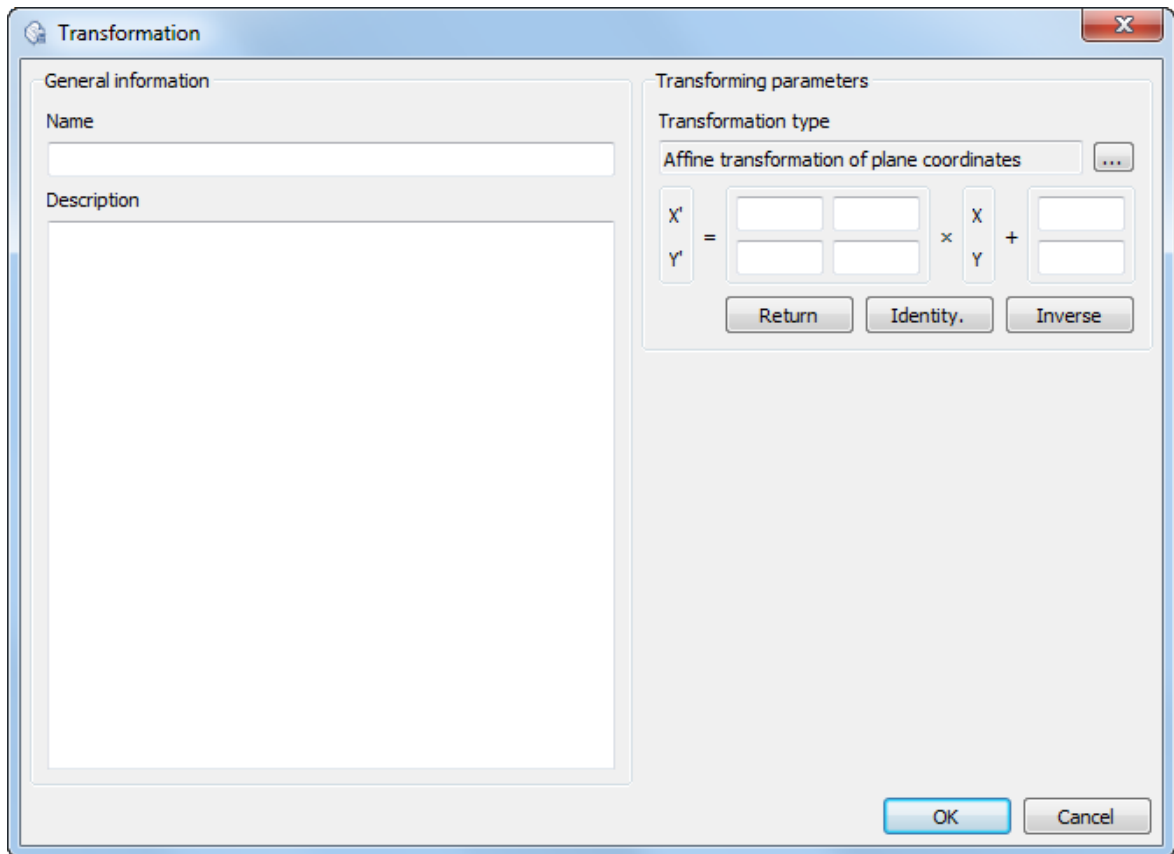 Transformation
General information
Name
Description
Transforming parameters
Transformation type
Affine transformation of plane coordinates ...
X' = × X +
Y' Y
Return Identity. Inverse
OK Cancel